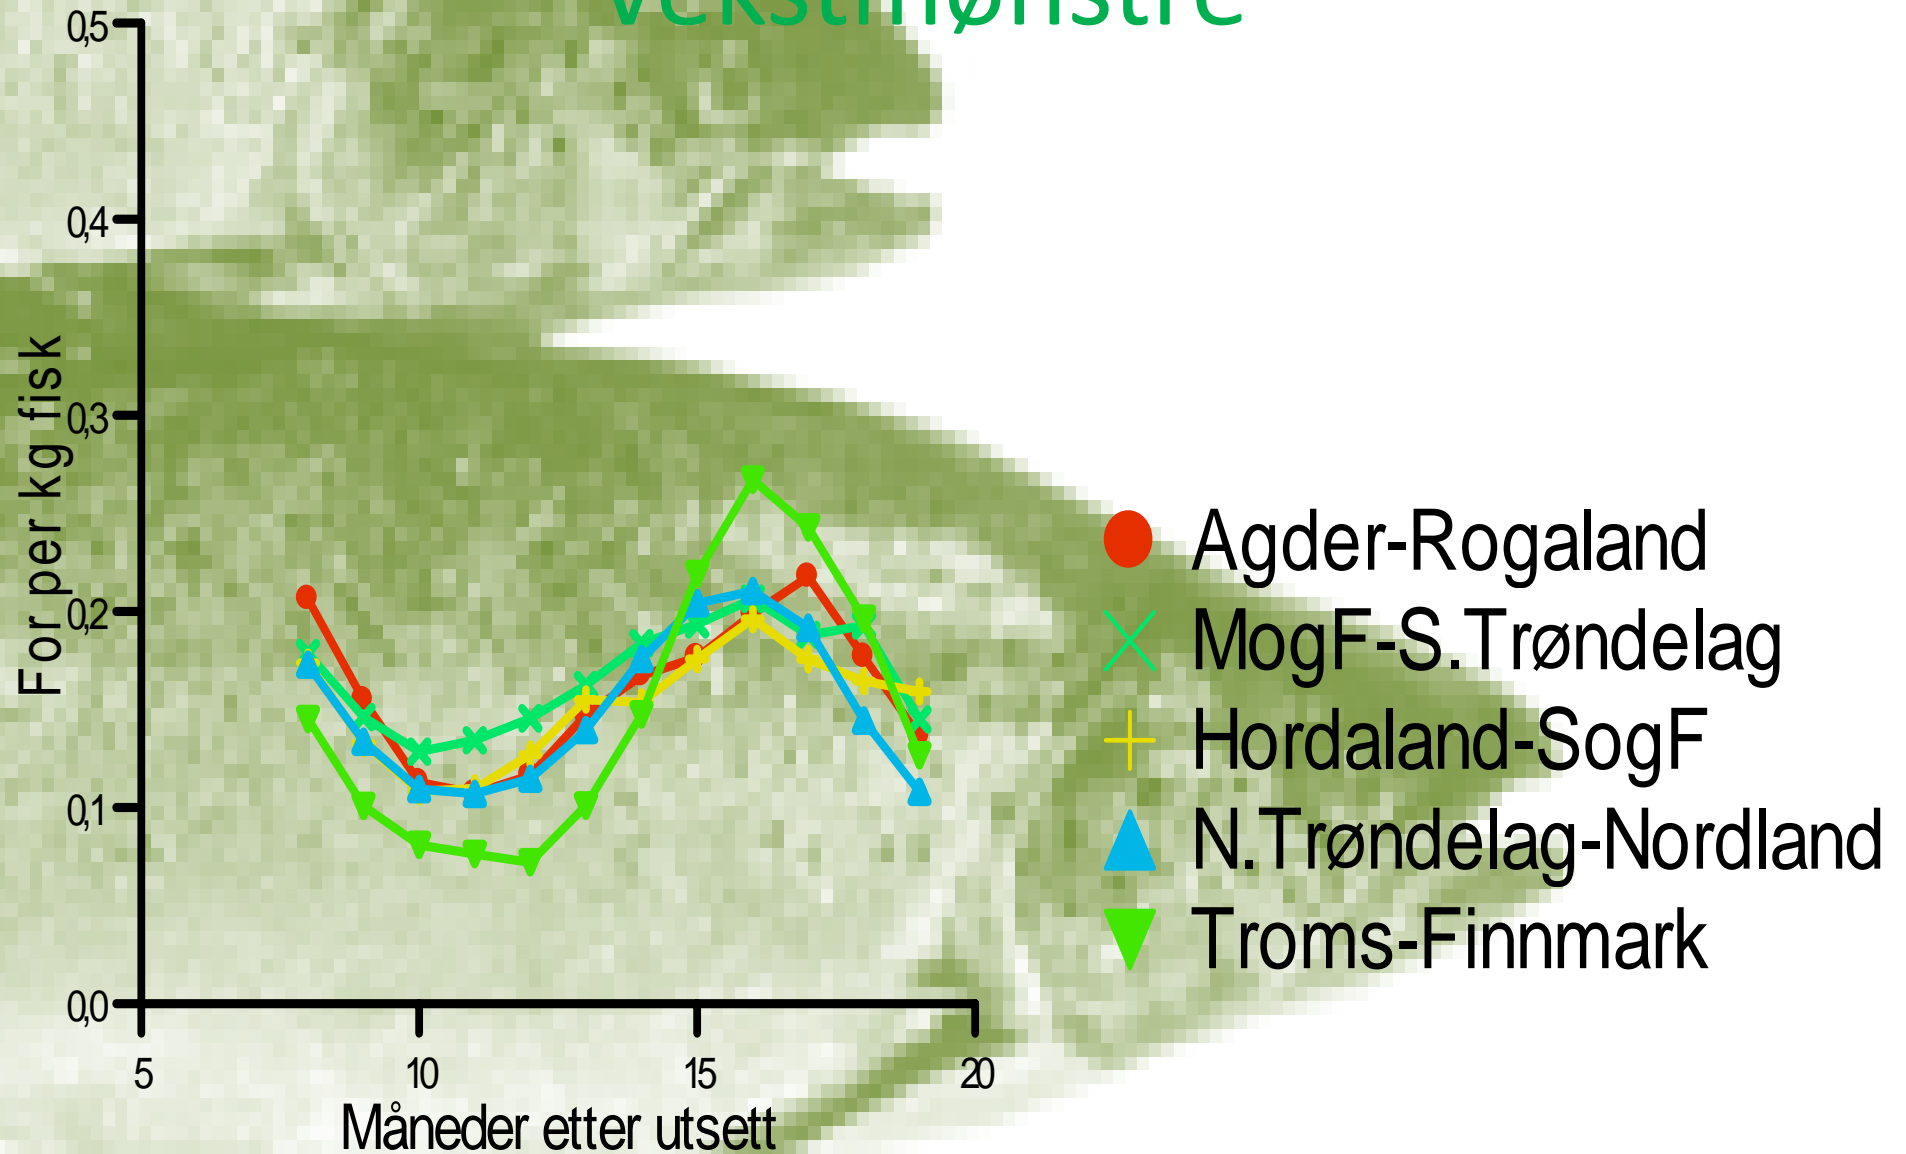 Vekstmønstre
0,5
0,4
0,3
0,2
0,1
0,0
For per kg fisk
5
10
15
20
Måneder etter utsett
Agder-Rogaland
MogF-S.Trøndelag
Hordaland-SogF
N.Trøndelag-Nordland
Troms-Finnmark